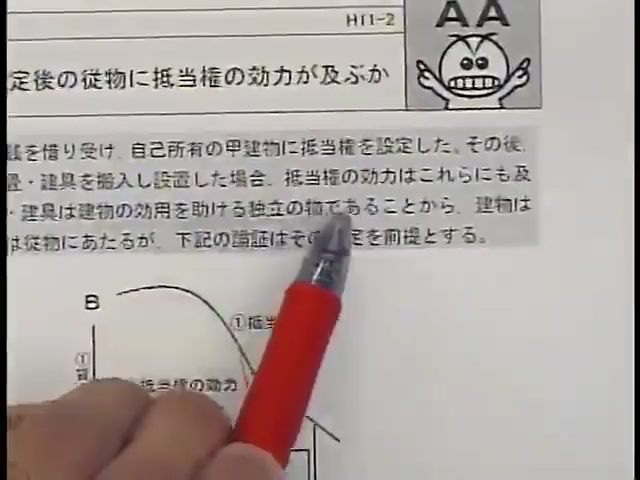 H11-2
AA
定後の従物に抵当権の効力が及ぶか
銭を借り受け、自己所有の甲建物に抵当権を設定した。その後、
畳・建具を搬入し設置した場合、抵当権の効力はこれらにも及
・建具は建物の効用を助ける独立の物であることから、建物は
は従物にあたるが、下記の論証はその 定を前提とする。
B
①抵
①
抵当権の効力